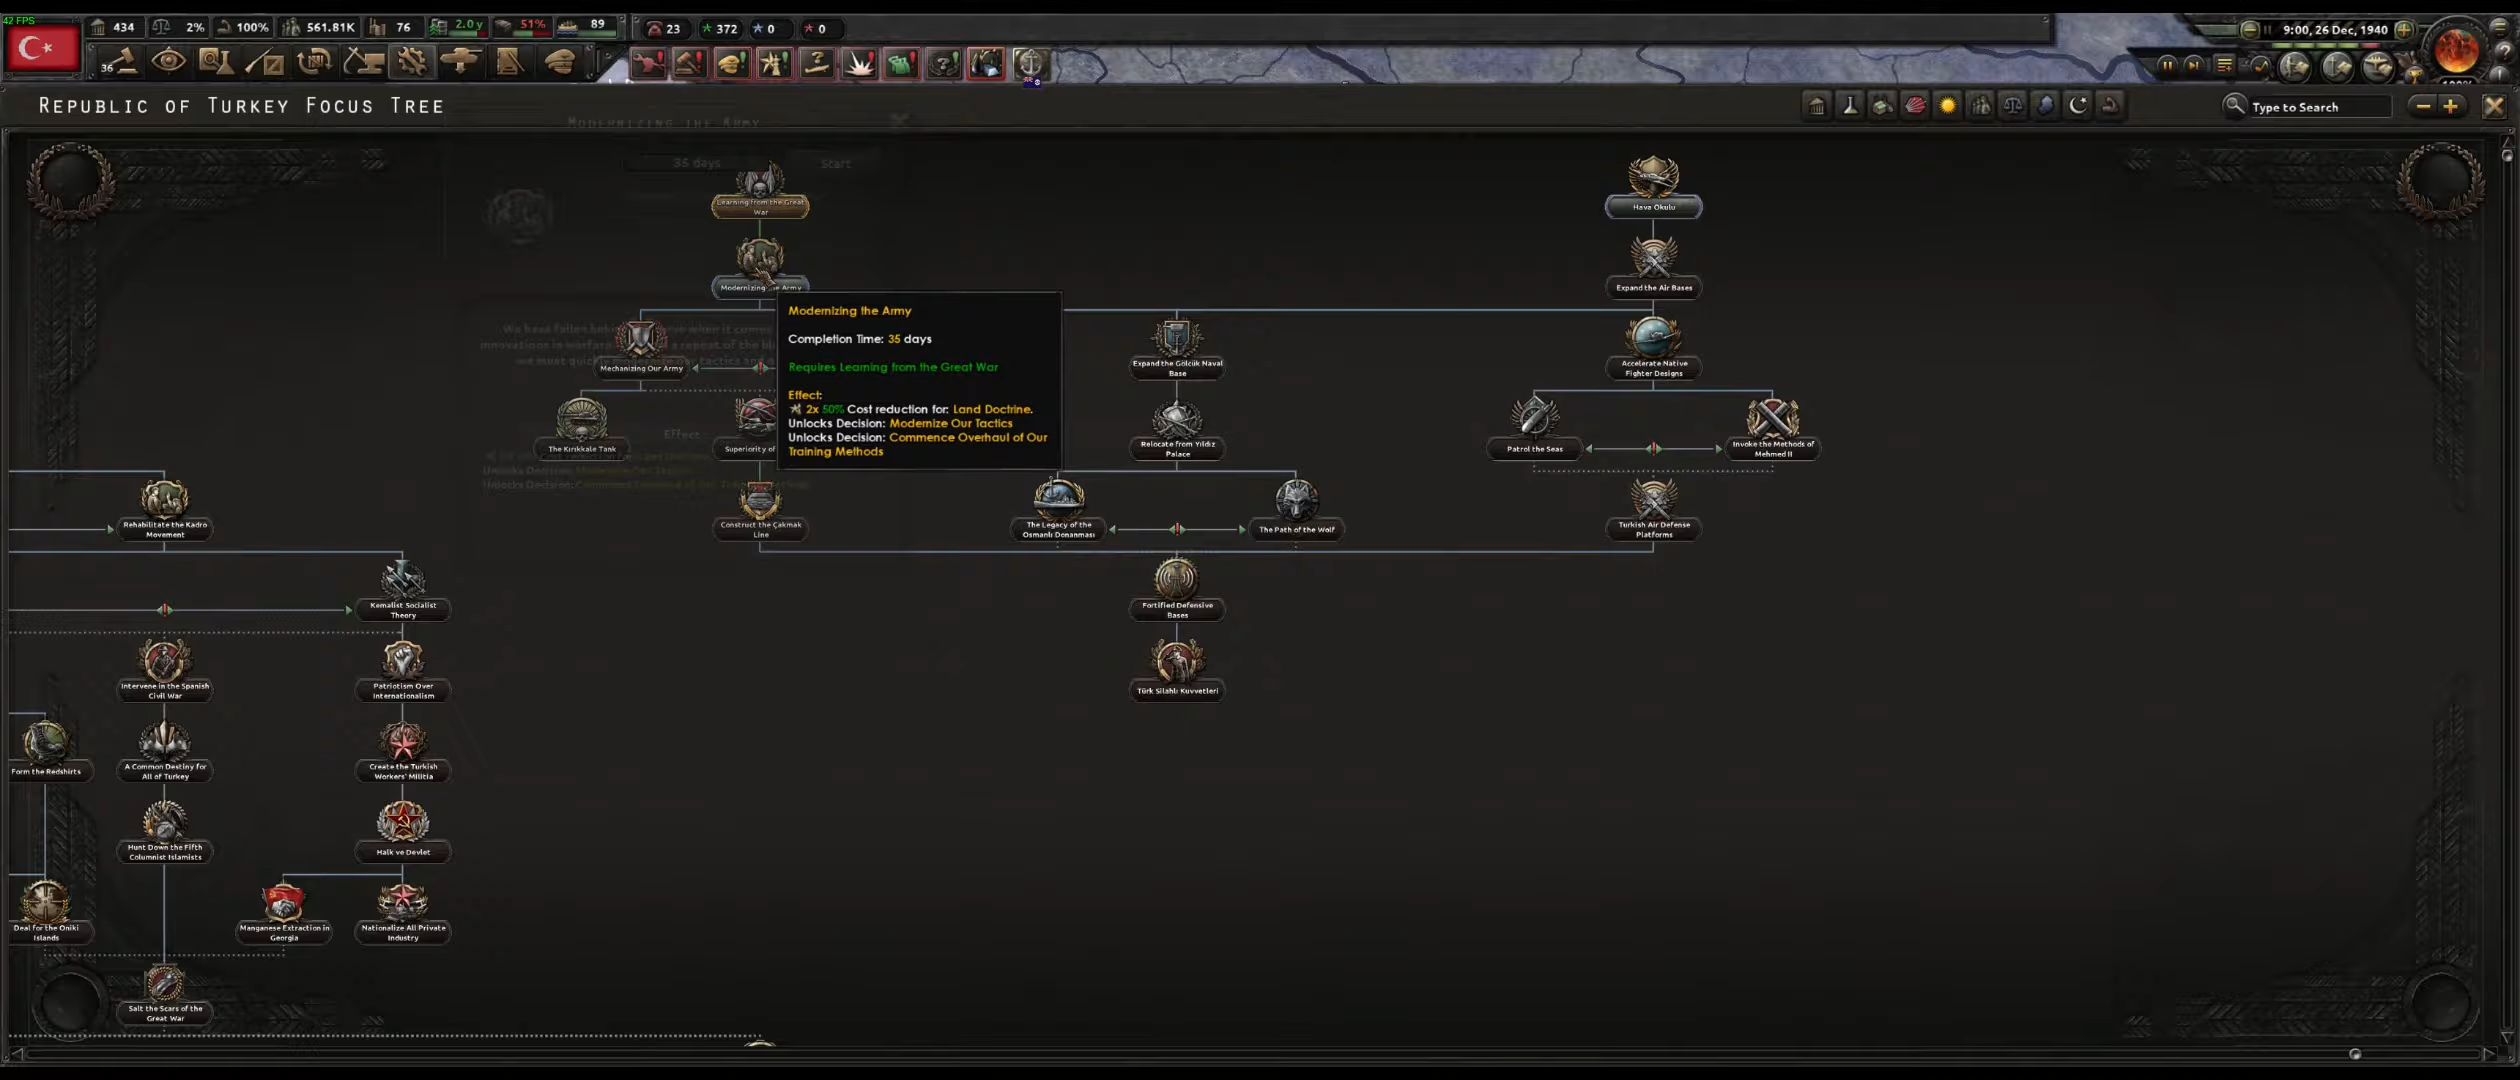 42 FPS
434
2%
100%
561.81K
76
2.0 y
51%
89
23
372
0
0
9:00, 26 Dec, 1940
36
REPUBLIC OF TURKEY FOCUS TREE
MODERNIZING THE ARMY
Type to Search
35 days
Start
Learning from the Great
War
Hava Okulu
Modernizing the Army
Expand the Air Bases
Modernizing the Army
Completion Time: 35 days
Requires Learning from the Great War
Effect:
2x 50% Cost reduction for: Land Doctrine.
Unlocks Decision: Modernize Our Tactics
Unlocks Decision: Commence Overhaul of Our
Training Methods
Mechanizing Our Army
Expand the Gölcük Naval
Base
Accelerate Native
Fighter Designs
Effect
The Kırıkkale Tank
Superiority of
Relocate from Yıldız
Palace
Patrol the Seas
Invoke the Methods of
Mehmed II
Rehabilitate the Kadro
Movement
Construct the Çakmak
Line
The Legacy of the
Osmanlı Donanması
The Path of the Wolf
Turkish Air Defense
Platforms
Kemalist Socialist
Theory
Fortified Defensive
Bases
Intervene in the Spanish
Civil War
Patriotism Over
Internationalism
Türk Silahlı Kuvvetleri
Form the Redshirts
A Common Destiny for
All of Turkey
Create the Turkish
Workers' Militia
Hunt Down the Fifth
Columnist Islamists
Halk ve Devlet
Deal for the Oniki
Islands
Manganese Extraction in
Georgia
Nationalize All Private
Industry
Salt the Scars of the
Great War